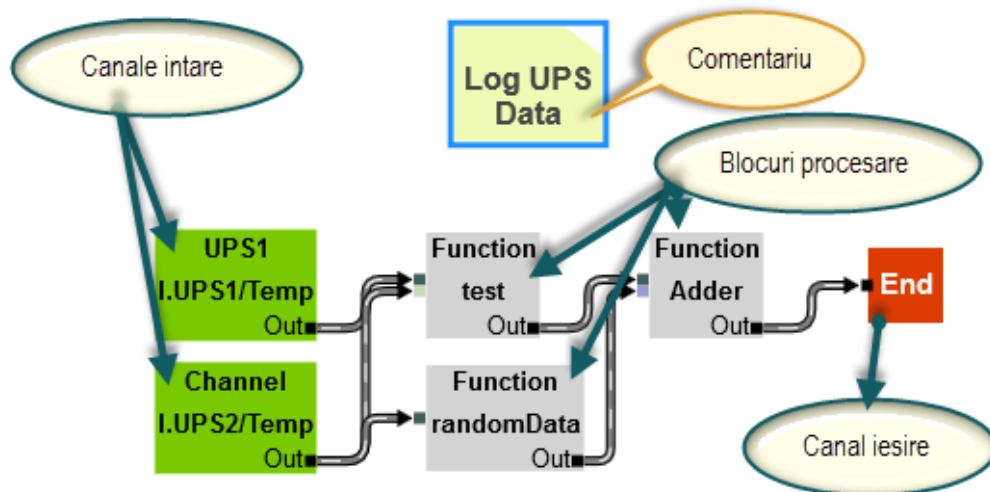 Canale intare
Log UPS
Data
Comentariu
Blocuri procesare
UPS1
I.UPS1/Temp
Out
Function
test
Out
Function
Adder
Out
End
Channel
I.UPS2/Temp
Out
Function
randomData
Out
Canal iesire